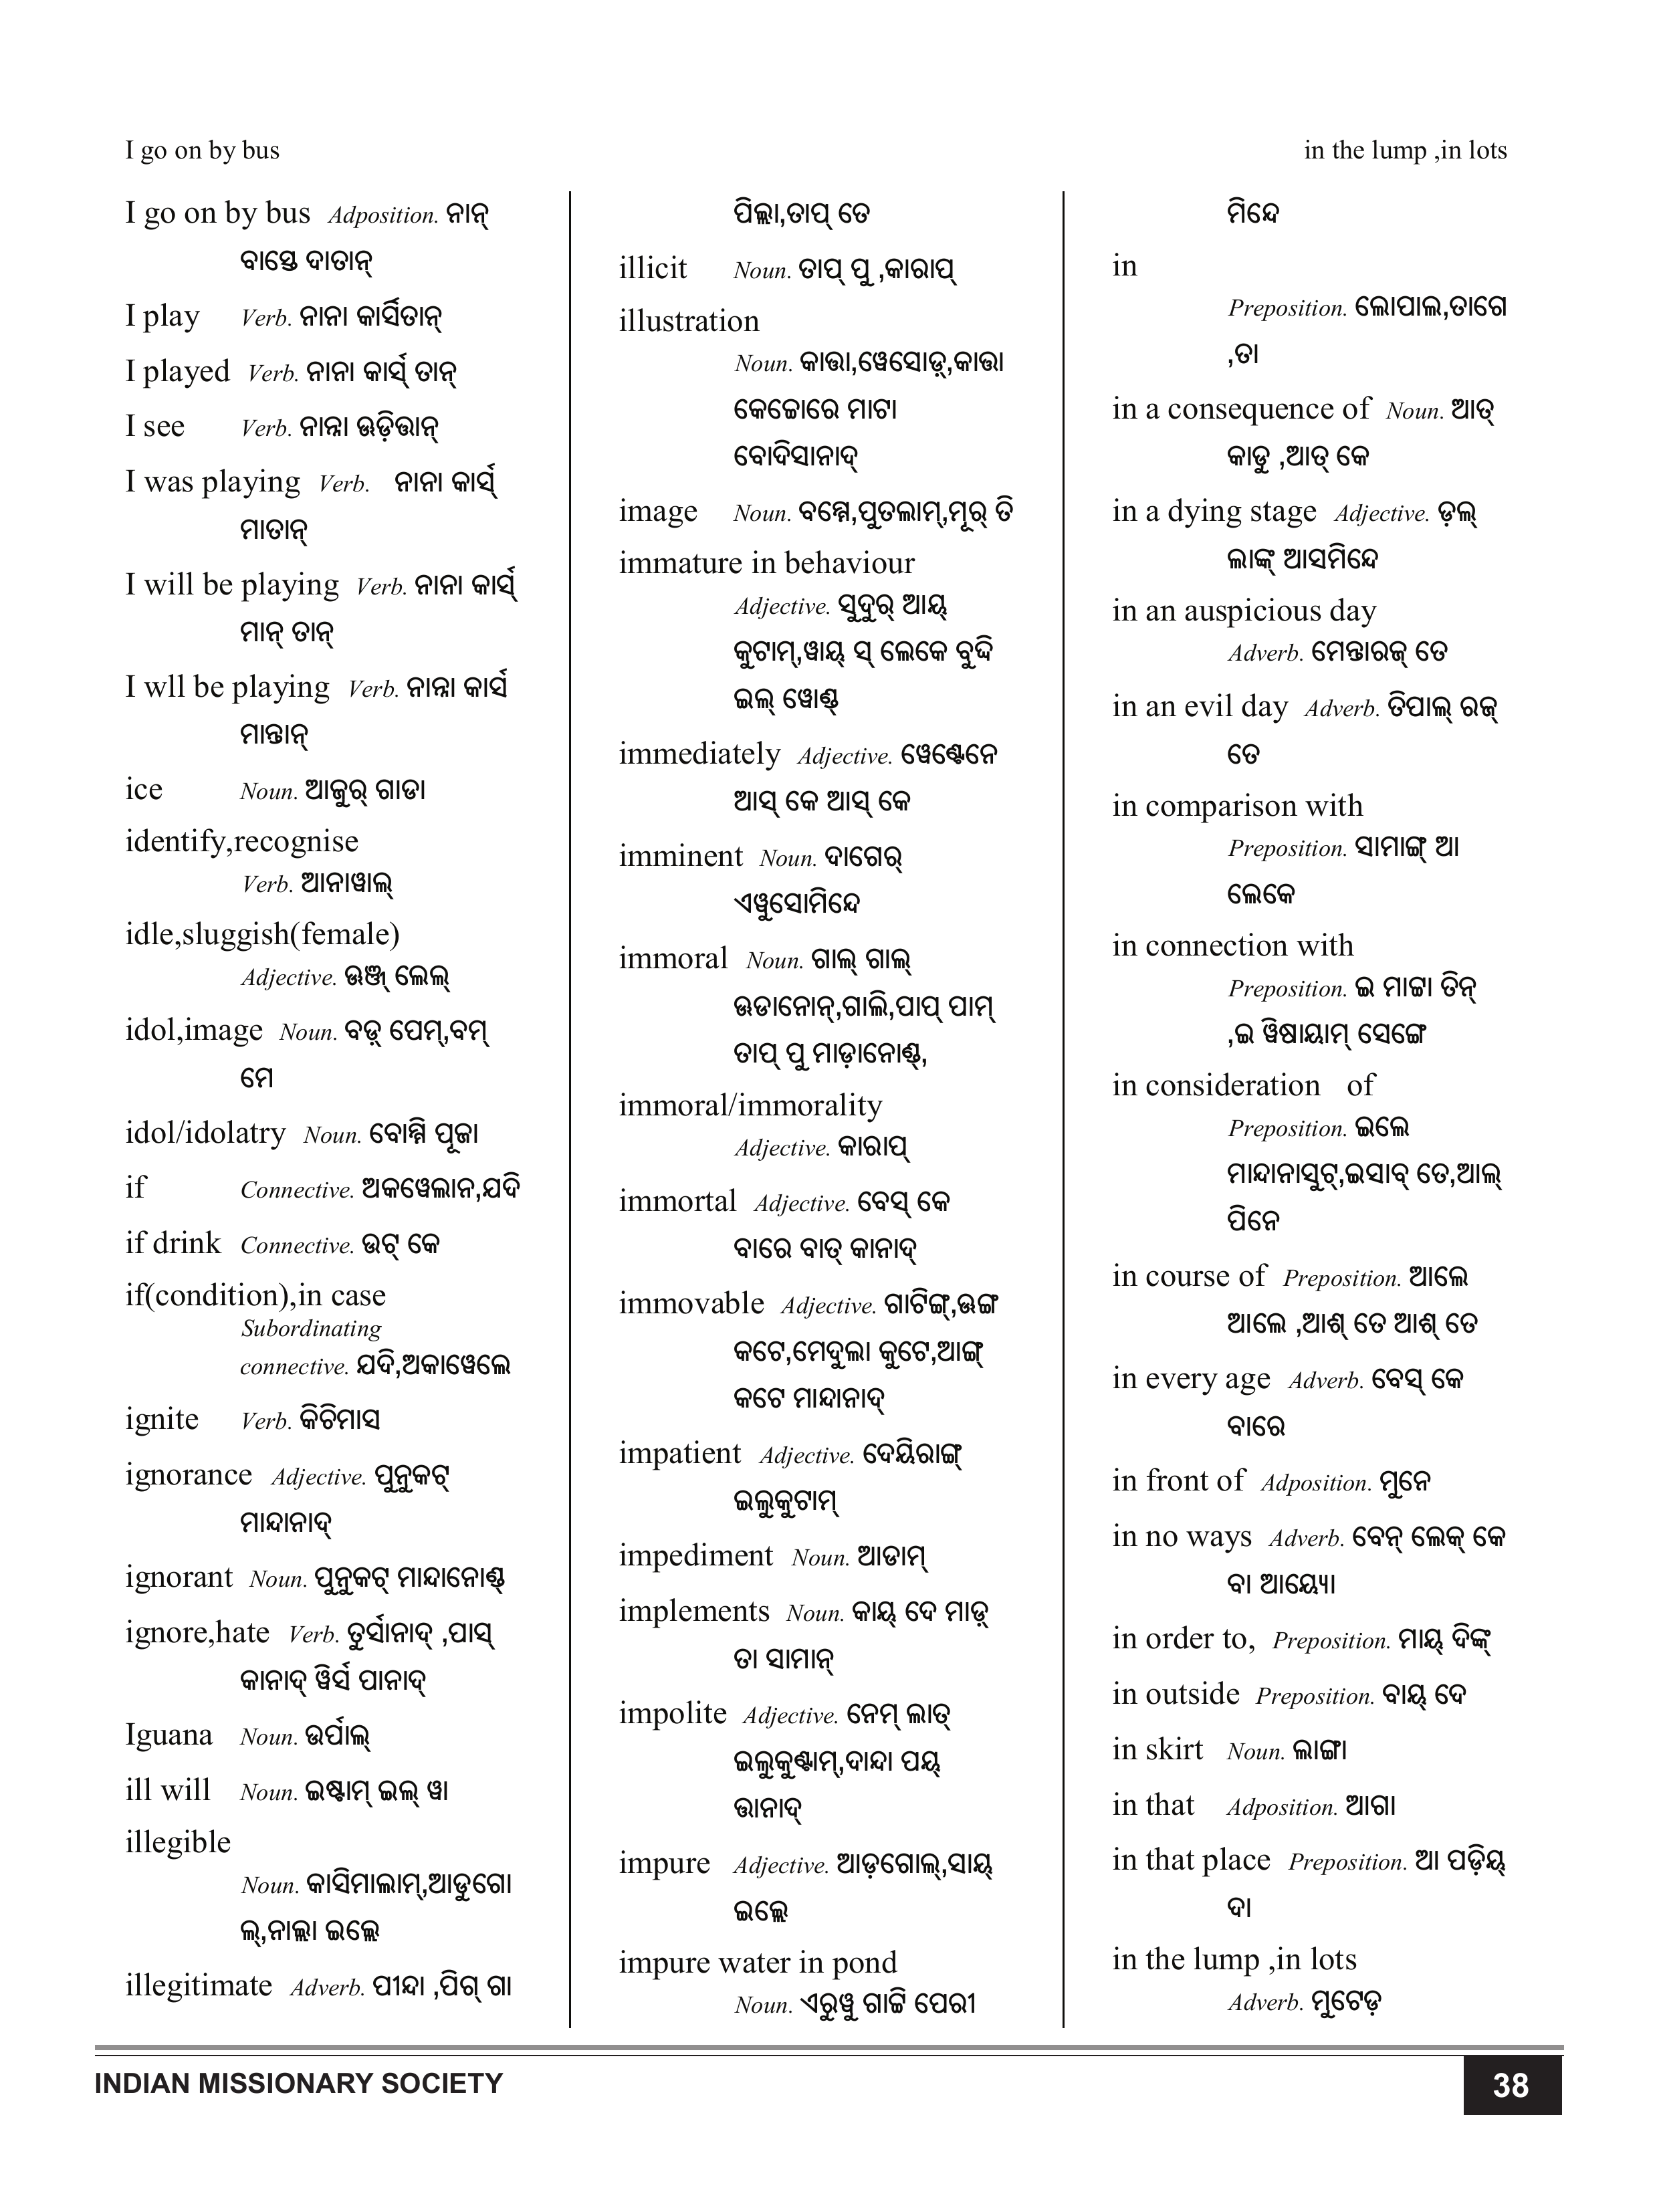 I go on by bus
in the lump ,in lots
I go on by bus Adposition. ନାନ୍
ବାସ୍ତେ ଦାତାନ୍
I play Verb. ନାନା କାର୍ସିତାନ୍
I played Verb. ନାନା କାର୍ସ୍ ତାନ୍
I see Verb. ନାନ୍ନା ଊଡ଼ିତ୍ତାନ୍
I was playing Verb. ନାନା କାର୍ସ୍
ମାତାନ୍
I will be playing Verb. ନାନା କାର୍ସ୍
ମାନ୍ ତାନ୍
I wll be playing Verb. ନାନ୍ନା କାର୍ସ
ମାନ୍ତାନ୍
ice Noun. ଆକୁର୍ ଗାଡା
identify,recognise
Verb. ଆନାୱାଲ୍
idle,sluggish(female)
Adjective. ଊଞ୍ଜ୍ ଲେଲ୍
idol,image Noun. ବଡ଼୍ ପେମ୍,ବମ୍
ମେ
idol/idolatry Noun. ବୋମ୍ମି ପୂଜା
if Connective. ଅକୱେଲାନ,ଯଦି
if drink Connective. ଉଟ୍ କେ
if(condition),in case
Subordinating
connective. ଯଦି,ଅକାୱେଲେ
ignite Verb. କିଚିମାସ
ignorance Adjective. ପୁନୁକଟ୍
ମାନ୍ଦାନାଦ୍
ignorant Noun. ପୁନୁକଟ୍ ମାନ୍ଦାନୋଣ୍ଡ୍
ignore,hate Verb. ତୁର୍ସାନାଦ୍ ,ପାସ୍
କାନାଦ୍ ୱିର୍ସ ପାନାଦ୍
Iguana Noun. ଉର୍ପାଲ୍
ill will Noun. ଇଷ୍ଟାମ୍ ଇଲ୍ ୱା
illegible
Noun. କାସିମାଲାମ୍,ଆଡୁଗୋ
ଲ୍,ନାଲ୍ଲା ଇଲ୍ଲେ
illegitimate Adverb. ପୀନ୍ଦା ,ପିଗ୍ ଗା
ପିଲ୍ଲା,ତାପ୍ ତେ
illicit Noun. ତାପ୍ ପୁ ,କାରାପ୍
illustration
Noun. କାତ୍ତା,ୱେସୋଡ଼୍,କାତ୍ତା
କେଚ୍ଚୋରେ ମାଟା
ବୋଦିସାନାଦ୍
image Noun. ବମ୍ମେ,ପୁତଲାମ୍,ମୂର୍ ତି
immature in behaviour
Adjective. ସୁଦୁର୍ ଆୟ୍
କୁଟାମ୍,ୱାୟ୍ ସ୍ ଲେକେ ବୁଦ୍ଦି
ଇଲ୍ ୱୋଣ୍ଡ୍
immediately Adjective. ୱେଣ୍ଟେନେ
ଆସ୍ କେ ଆସ୍ କେ
imminent Noun. ଦାଗେର୍
ଏୱୁସୋମିନ୍ଦେ
immoral Noun. ଗାଲ୍ ଗାଲ୍
ଊଡାନୋନ୍,ଗାଲି,ପାପ୍ ପାମ୍
ତାପ୍ ପୁ ମାଡ଼ାନୋଣ୍ଡ୍,
immoral/immorality
Adjective. କାରାପ୍
immortal Adjective. ବେସ୍ କେ
ବାରେ ବାତ୍ କାନାଦ୍
immovable Adjective. ଗାଟିଙ୍ଗ୍,ଊଙ୍ଗ
କଟେ,ମେଦୁଲା କୁଟେ,ଆଙ୍ଗ୍
କଟେ ମାନ୍ଦାନାଦ୍
impatient Adjective. ଦେୟିରାଙ୍ଗ୍
ଇଲୁକୁଟାମ୍
impediment Noun. ଆଡାମ୍
implements Noun. କାୟ୍ ଦେ ମାଡ଼୍
ତା ସାମାନ୍
impolite Adjective. ନେମ୍ ଲାତ୍
ଇଲୁକୁଣ୍ଟାମ୍,ଦାନ୍ଦା ପୟ୍
ତ୍ତାନାଦ୍
impure Adjective. ଆଡ଼ଗୋଲ୍,ସାୟ୍
ଇଲ୍ଲେ
impure water in pond
Noun. ଏରୁୱୁ ଗାଟ୍ଟି ପେରୀ
ମିନ୍ଦେ
in
Preposition. ଲୋପାଲ,ତାଗେ
,ତା
in a consequence of Noun. ଆତ୍
କାଡୁ ,ଆତ୍ କେ
in a dying stage Adjective. ଡ଼ଲ୍
ଲାଙ୍କ୍ ଆସମିନ୍ଦେ
in an auspicious day
Adverb. ମେନ୍ତାରଜ୍ ତେ
in an evil day Adverb. ତିପାଲ୍ ରଜ୍
ତେ
in comparison with
Preposition. ସାମାଙ୍ଗ୍ ଆ
ଲେକେ
in connection with
Preposition. ଇ ମାଟ୍ଟା ତିନ୍
,ଇ ୱିଷାୟାମ୍ ସେଙ୍ଗେ
in consideration of
Preposition. ଇଲେ
ମାନ୍ଦାନାସୁଟ୍,ଇସାବ୍ ତେ,ଆଲ୍
ପିନେ
in course of Preposition. ଆଲେ
ଆଲେ ,ଆଶ୍ ତେ ଆଶ୍ ତେ
in every age Adverb. ବେସ୍ କେ
ବାରେ
in front of Adposition. ମୁନେ
in no ways Adverb. ବେନ୍ ଲେକ୍ କେ
ବା ଆୟ୍ୟୋ
in order to, Preposition. ମାୟ୍ ଦିଙ୍କ୍
in outside Preposition. ବାୟ୍ ଦେ
in skirt Noun. ଲାଙ୍ଗା
in that Adposition. ଆଗା
in that place Preposition. ଆ ପଡ଼ିୟ୍
ଦା
in the lump ,in lots
Adverb. ମୁଟେଡ଼
INDIAN MISSIONARY SOCIETY
38